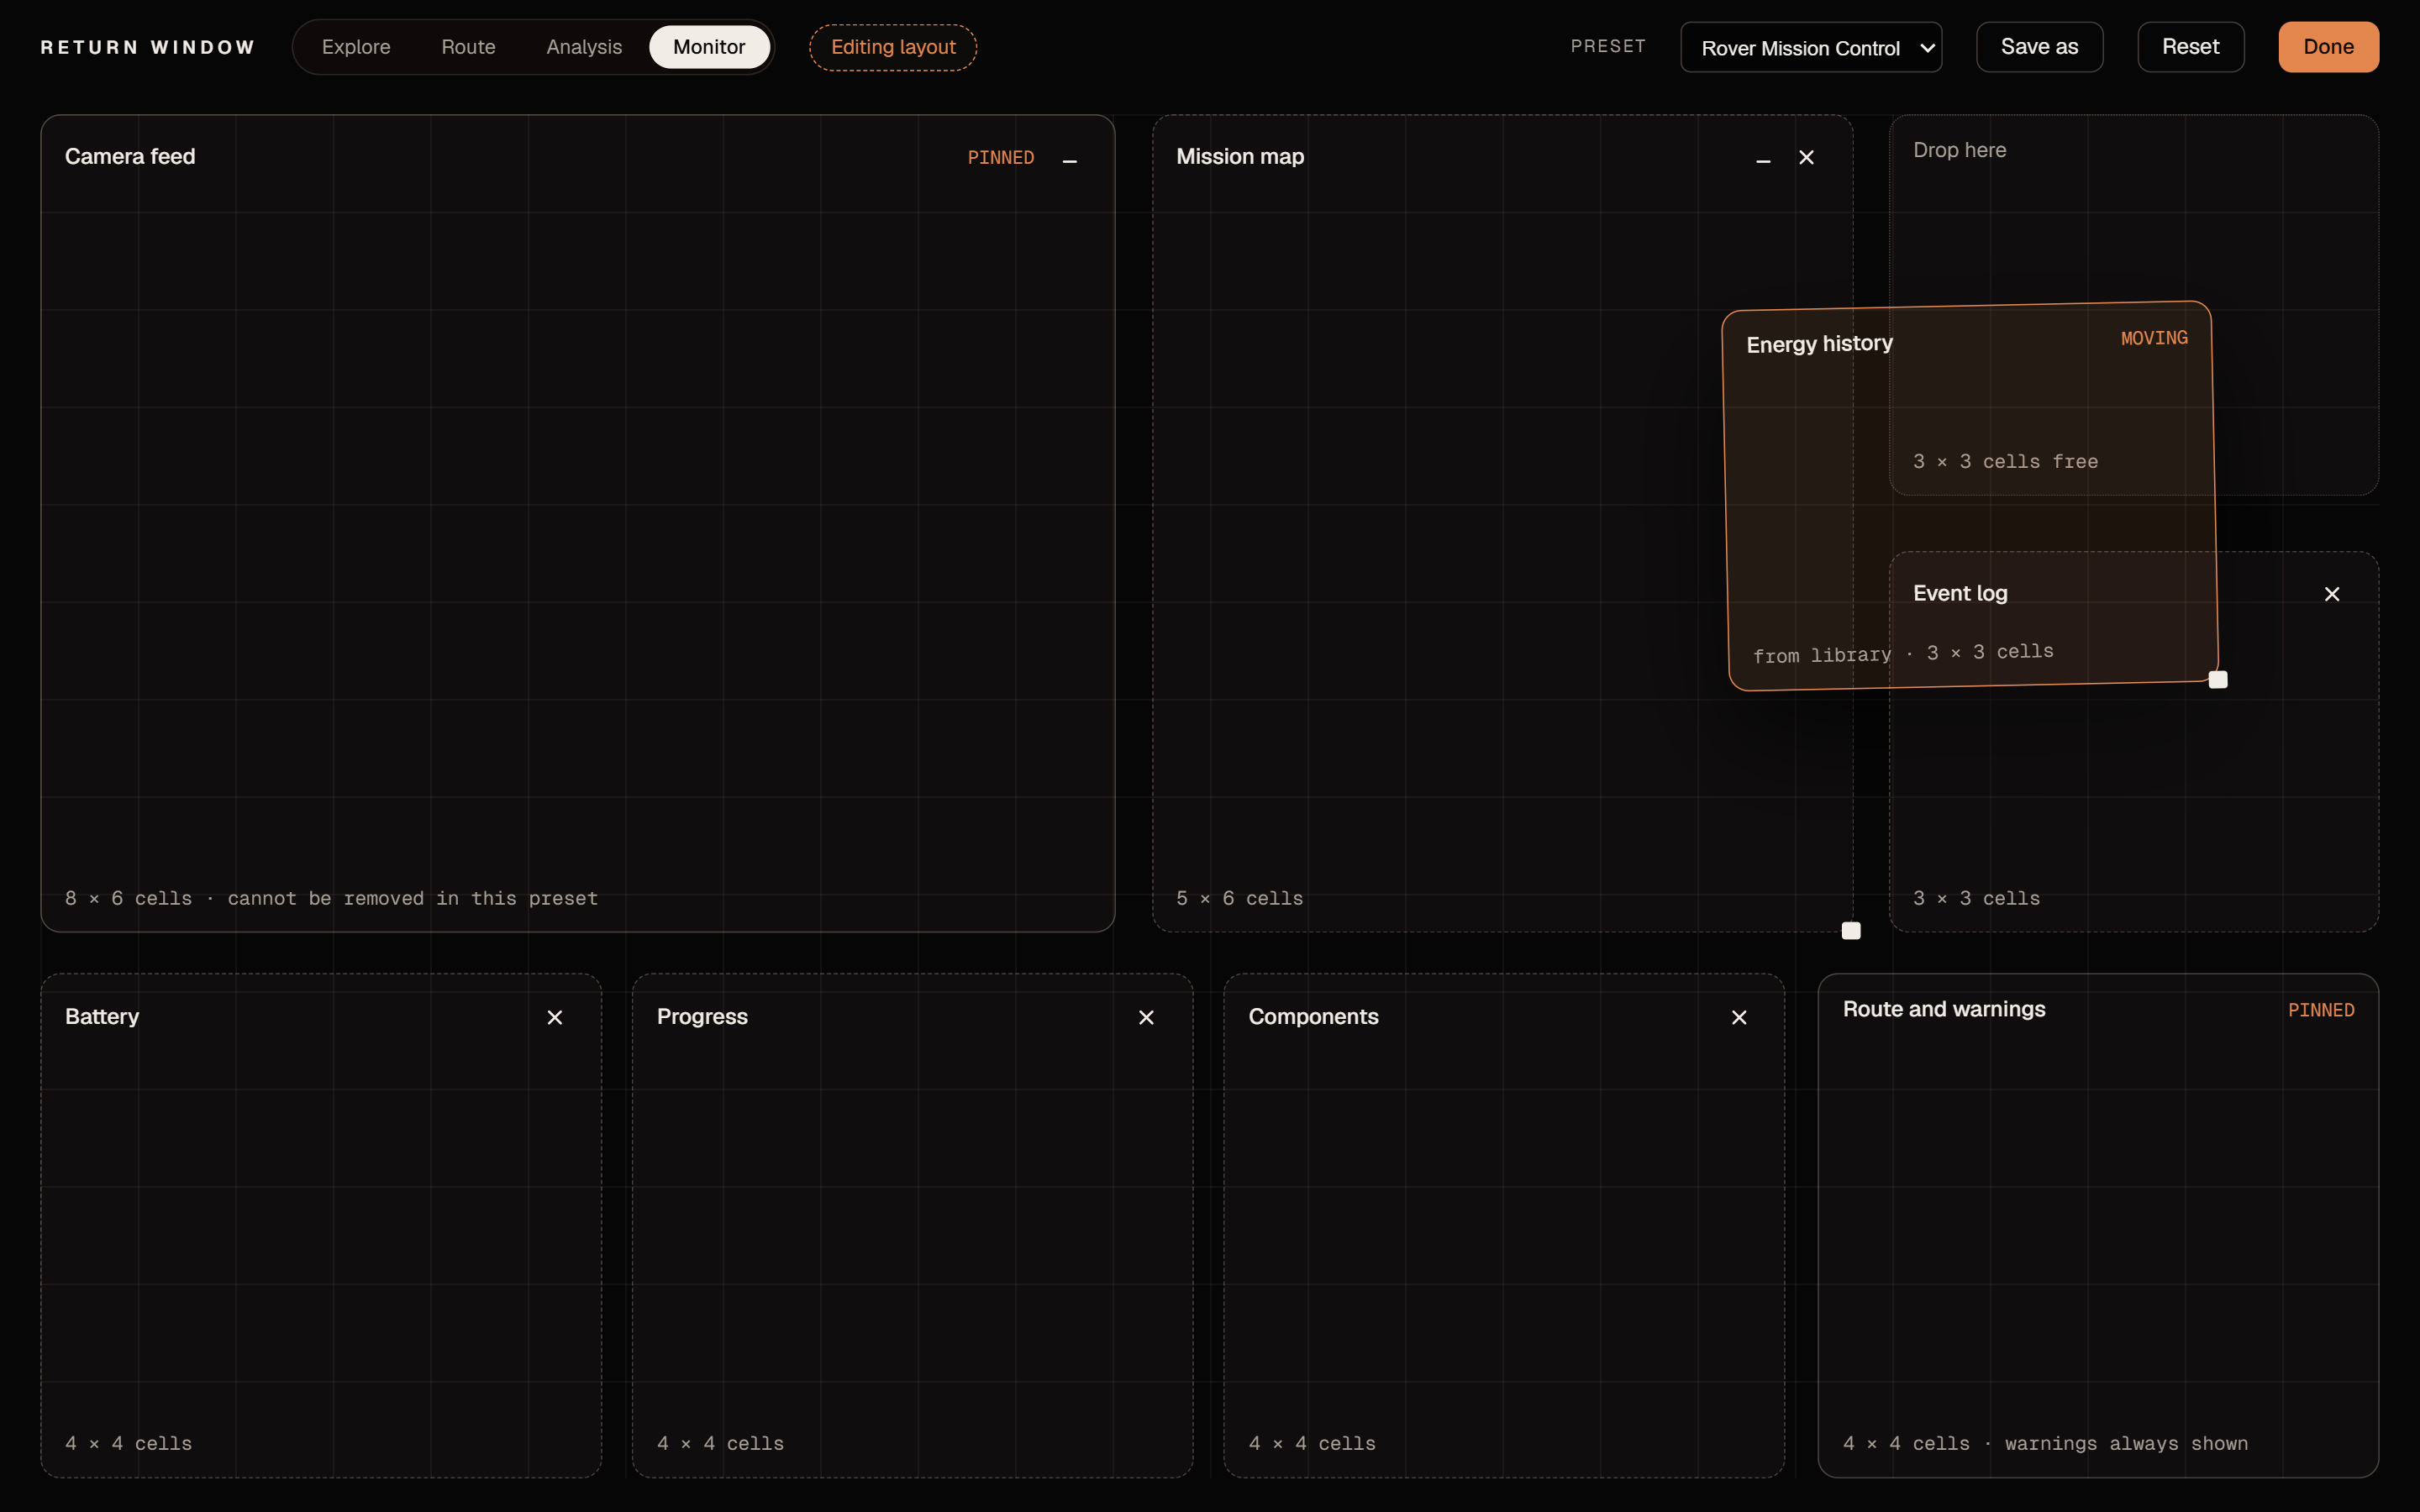 RETURN WINDOW
Explore
Route
Analysis
Monitor
Editing layout
PRESET
Rover Mission Control
Save as
Reset
Done
Camera feed
PINNED
8 × 6 cells · cannot be removed in this preset
Mission map
5 × 6 cells
Drop here
3 × 3 cells free
Energy history
MOVING
from library · 3 × 3 cells
Event log
3 × 3 cells
Battery
4 × 4 cells
Progress
4 × 4 cells
Components
4 × 4 cells
Route and warnings
PINNED
4 × 4 cells · warnings always shown